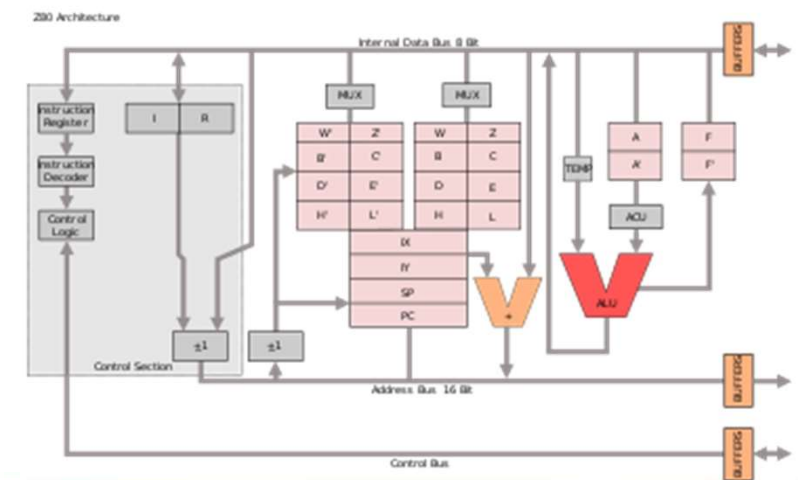 Z80 Architecture
Internal Data Bus 8 Bit
BUFFERS
MUX
MUX
Instruction
Register
I
R
W'
Z'
W
Z
A
F
B'
C'
B
C
A'
F'
Instruction
Decoder
TEMP
D'
E'
D
E
H'
L'
H
L
ACU
Control
Logic
IX
IY
SP
ALU
PC
+
±1
±1
Control Section
BUFFERS
Address Bus 16 Bit
BUFFERS
Control Bus